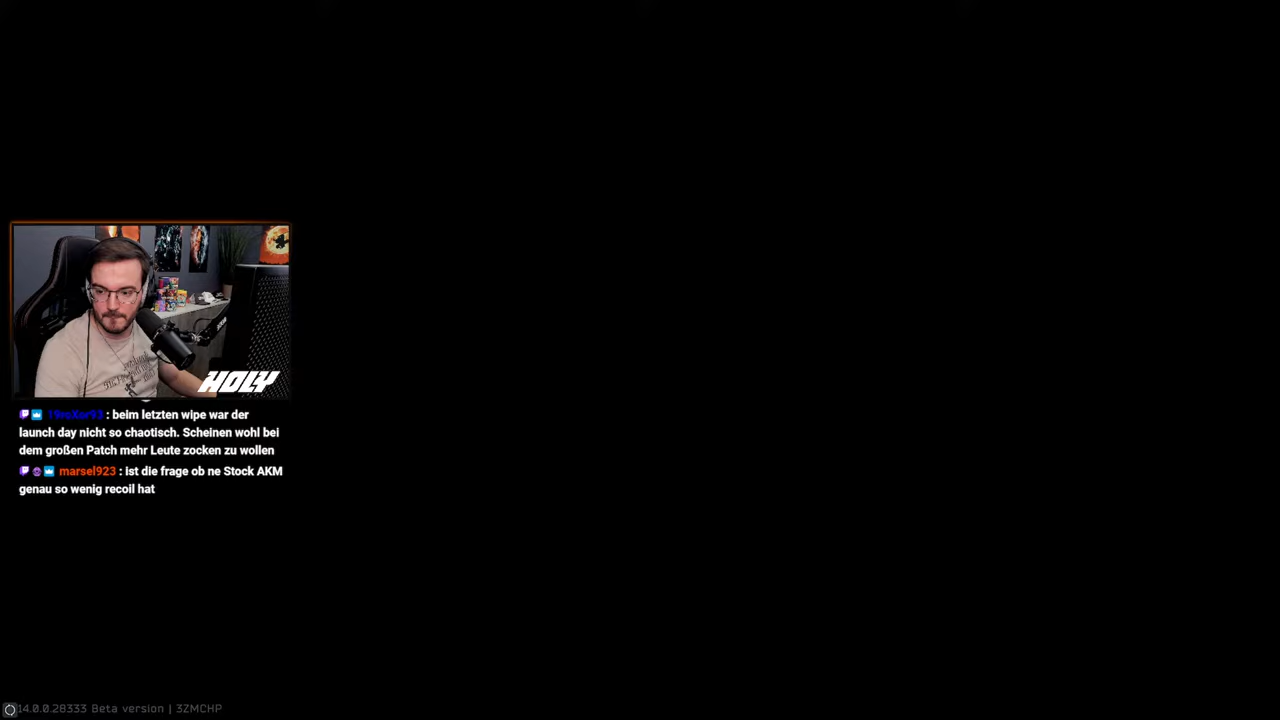 HOLY
19roXor93 : beim letzten wipe war der
launch day nicht so chaotisch. Scheinen wohl bei
dem großen Patch mehr Leute zocken zu wollen
marsel923 : ist die frage ob ne Stock AKM
genau so wenig recoil hat
14.0.0.28333 Beta version | 3ZMCHP